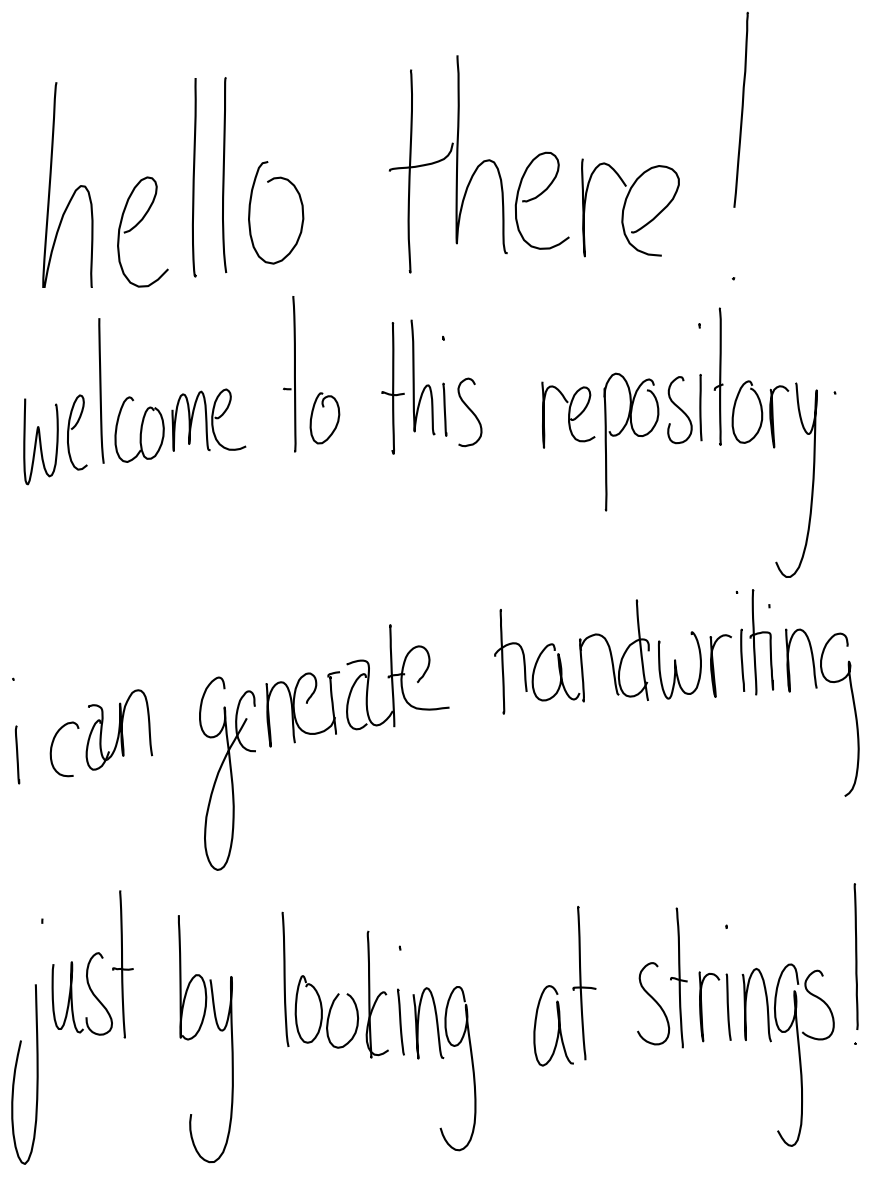 hello there!
welcome to this repository.
i can generate handwriting
just by looking at strings!